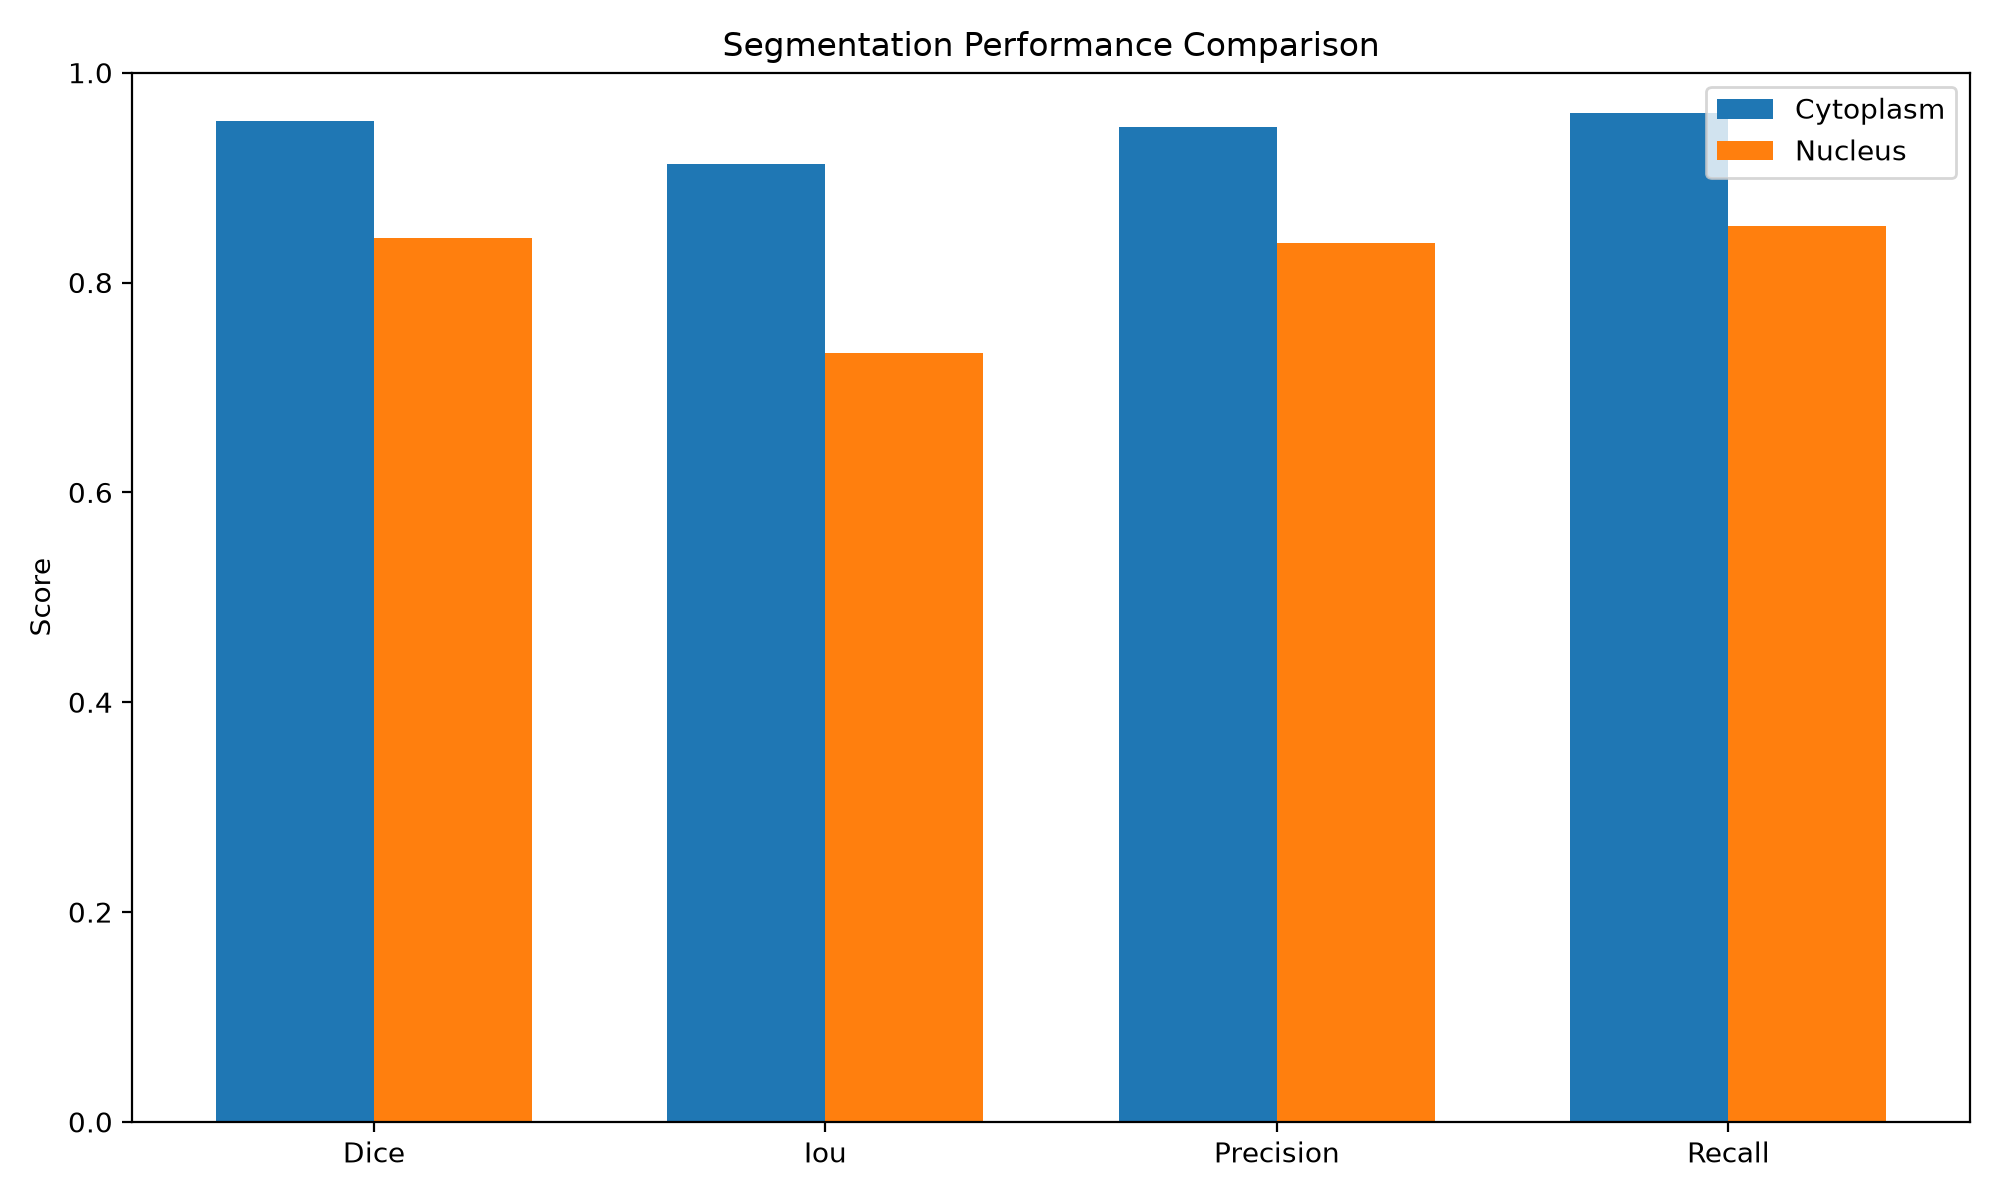 Segmentation Performance Comparison
1.0
0.8
0.6
0.4
0.2
0.0
Score
Cytoplasm
Nucleus
Dice
Iou
Precision
Recall